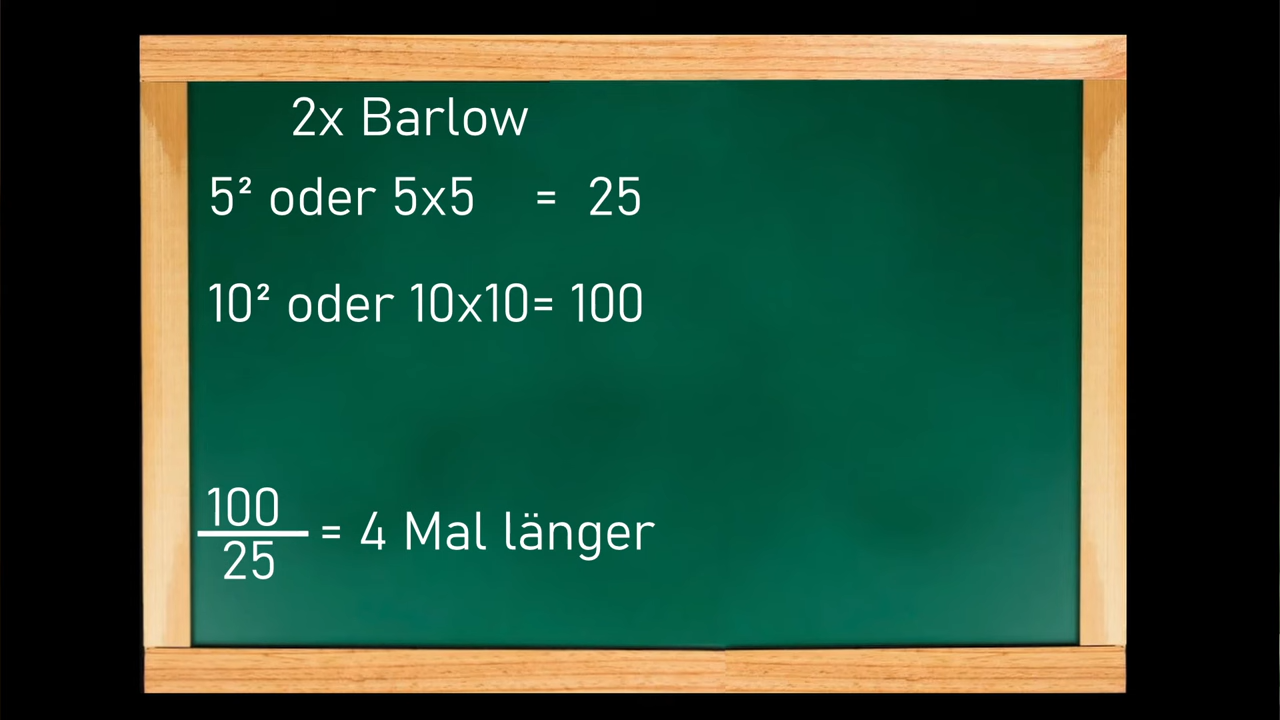 2x Barlow
5² oder 5x5 = 25
10² oder 10x10= 100
100
25
= 4 Mal länger